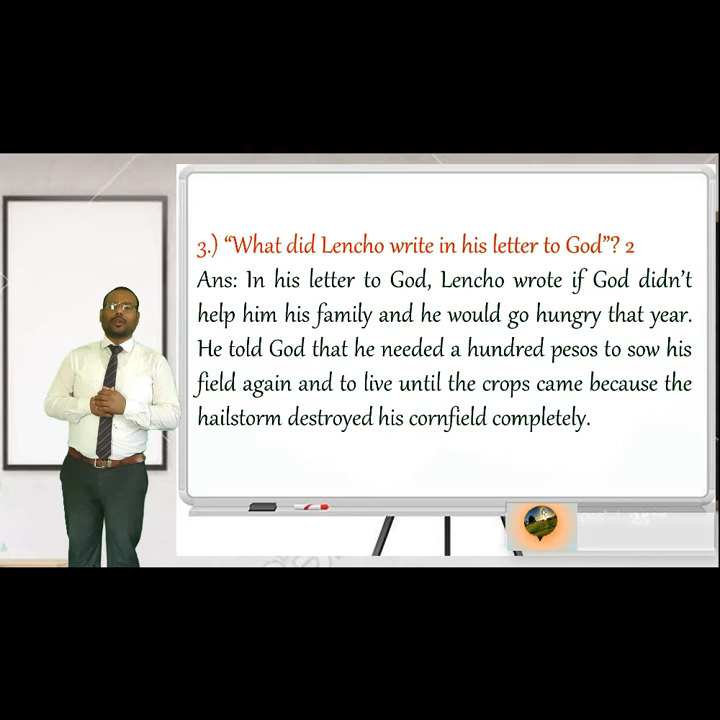 3.) “What did Lencho write in his letter to God”? 2
Ans: In his letter to God, Lencho wrote if God didn’t
help him his family and he would go hungry that year.
He told God that he needed a hundred pesos to sow his
field again and to live until the crops came because the
hailstorm destroyed his cornfield completely.